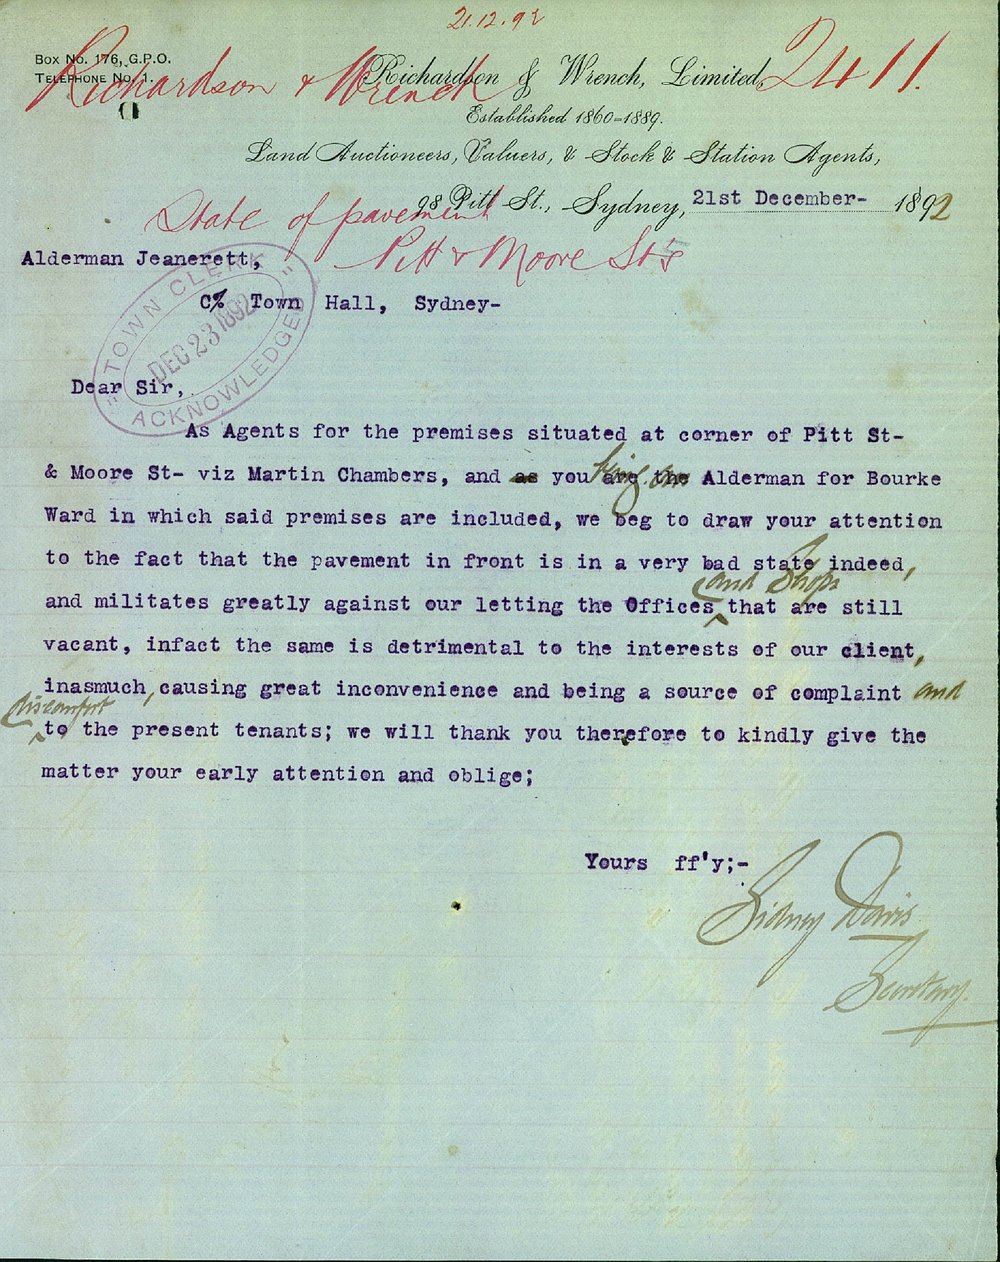 21.12.92
Box No. 176, G.P.O.
Telephone No. 1.
Richardson & Wrench
2411.
Richardson & Wrench, Limited,
Established 1860-1889.
Land Auctioneers, Valuers, & Stock & Station Agents,
98 Pitt St., Sydney, 21st December- 1892
State of pavement
Pitt & Moore Sts
Alderman Jeanerett,
C/o Town Hall, Sydney-
"TOWN CLERK"
DEC 23 1892
ACKNOWLEDGED
Dear Sir,
As Agents for the premises situated at corner of Pitt St-
being an
& Moore St- viz Martin Chambers, and as you are the Alderman for Bourke
Ward in which said premises are included, we beg to draw your attention
to the fact that the pavement in front is in a very bad state indeed,
and Shops
and militates greatly against our letting the Offices ‸ that are still
vacant, infact the same is detrimental to the interests of our client,
inasmuch, causing great inconvenience and being a source of complaint and
discomfort
‸ to the present tenants; we will thank you therefore to kindly give the
matter your early attention and oblige;
Yours ff'y;-
Sidney Davis
Secretary.